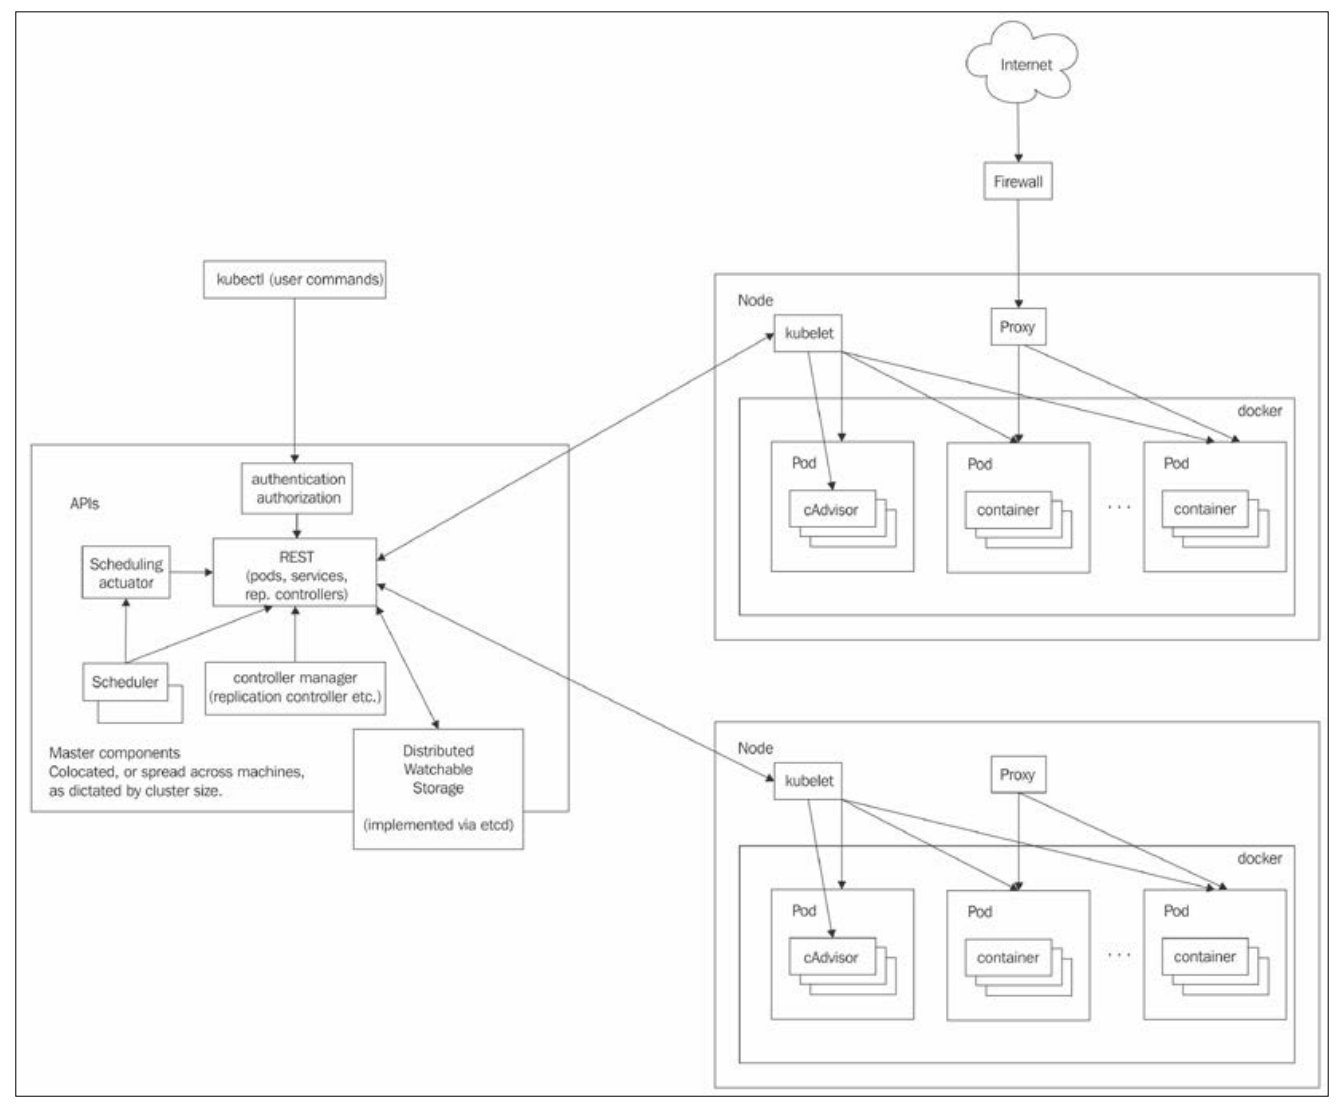 Internet
Firewall
kubectl (user commands)
APIs
authentication
authorization
REST
(pods, services,
rep. controllers)
Scheduling
actuator
Scheduler
controller manager
(replication controller etc.)
Master components
Colocated, or spread across machines,
as dictated by cluster size.
Distributed
Watchable
Storage
(implemented via etcd)
Node
kubelet
Proxy
docker
Pod
cAdvisor
Pod
container
. . .
Pod
container
Node
kubelet
Proxy
docker
Pod
cAdvisor
Pod
container
. . .
Pod
container